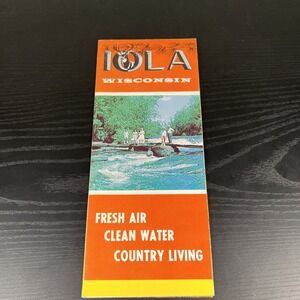 IOLA
WISCONSIN
FRESH AIR
CLEAN WATER
COUNTRY LIVING